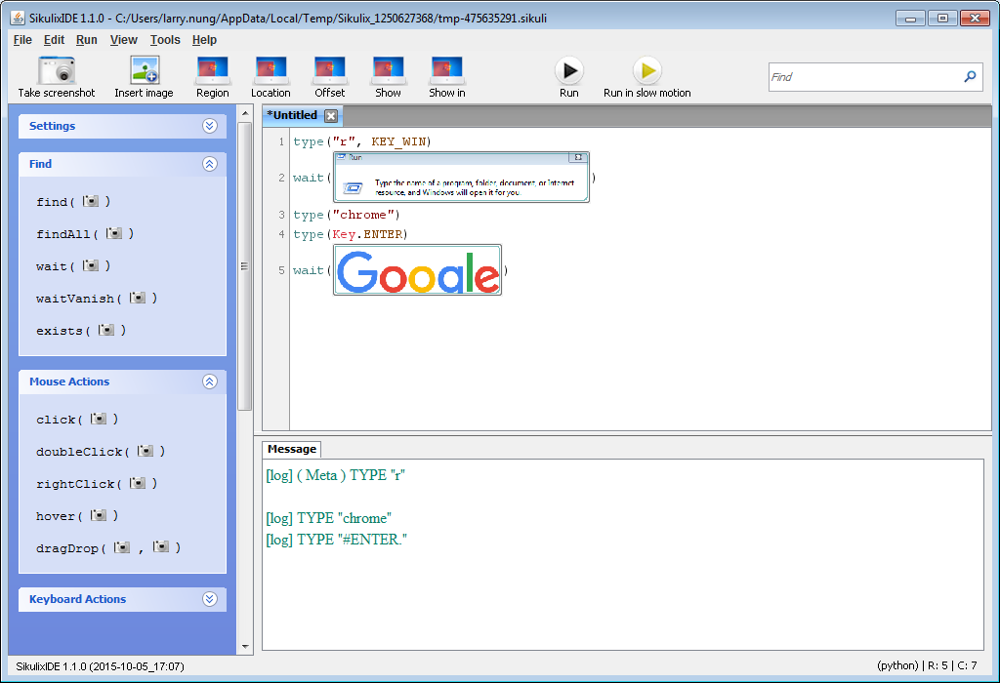 SikulixIDE 1.1.0 - C:/Users/larry.nung/AppData/Local/Temp/Sikulix_1250627368/tmp-475635291.sikuli
File Edit Run View Tools Help
Take screenshot Insert image Region Location Offset Show Show in Run Run in slow motion Find
Settings
Find
find( )
findAll( )
wait( )
waitVanish( )
exists( )
Mouse Actions
click( )
doubleClick( )
rightClick( )
hover( )
dragDrop( , )
Keyboard Actions
*Untitled
1 type("r", KEY_WIN)
Run
2 wait( Type the name of a program, folder, document, or Internet
resource, and Windows will open it for you. )
3 type("chrome")
4 type(Key.ENTER)
5 wait( Google )
Message
[log] ( Meta ) TYPE "r"
[log] TYPE "chrome"
[log] TYPE "#ENTER."
SikulixIDE 1.1.0 (2015-10-05_17:07) (python) | R: 5 | C: 7